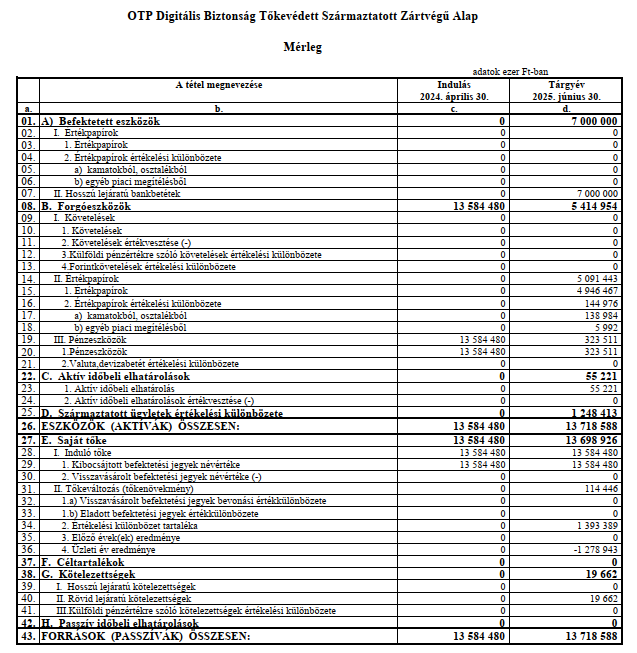 OTP Digitális Biztonság Tőkevédett Származtatott Zártvégű Alap
Mérleg
adatok ezer Ft-ban
A tétel megnevezése Indulás 2024. április 30. Tárgyév 2025. június 30.
a. b. c. d.
01. A) Befektetett eszközök 0 7 000 000
02. I. Értékpapírok 0 0
03. 1. Értékpapírok 0 0
04. 2. Értékpapírok értékelési különbözete 0 0
05. a) kamatokból, osztalékból 0 0
06. b) egyéb piaci megítélésből 0 0
07. II. Hosszú lejáratú bankbetétek 0 7 000 000
08. B. Forgóeszközök 13 584 480 5 414 954
09. I. Követelések 0 0
10. 1. Követelések 0 0
11. 2. Követelések értékvesztése (-) 0 0
12. 3.Külföldi pénzértékre szóló követelések értékelési különbözete 0 0
13. 4.Forintkövetelések értékelési különbözete 0 0
14. II. Értékpapírok 0 5 091 443
15. 1. Értékpapírok 0 4 946 467
16. 2. Értékpapírok értékelési különbözete 0 144 976
17. a) kamatokból, osztalékból 0 138 984
18. b) egyéb piaci megítélésből 0 5 992
19. III. Pénzeszközök 13 584 480 323 511
20. 1.Pénzeszközök 13 584 480 323 511
21. 2.Valuta,devizabetét értékelési különbözete 0 0
22. C. Aktív időbeli elhatárolások 0 55 221
23. 1. Aktív időbeli elhatárolás 0 55 221
24. 2. Aktív időbeli elhatárolások értékvesztése (-) 0 0
25. D. Származtatott ügyletek értékelési különbözete 0 1 248 413
26. ESZKÖZÖK (AKTÍVÁK) ÖSSZESEN: 13 584 480 13 718 588
27. E. Saját tőke 13 584 480 13 698 926
28. I. Induló tőke 13 584 480 13 584 480
29. 1. Kibocsájtott befektetési jegyek névértéke 13 584 480 13 584 480
30. 2. Visszavásárolt befektetési jegyek névértéke (-) 0 0
31. II. Tőkeváltozás (tőkenövekmény) 0 114 446
32. 1.a) Visszavásárolt befektetési jegyek bevonási értékkülönbözete 0 0
33. 1.b) Eladott befektetési jegyek értékkülönbözete 0 0
34. 2. Értékelési különbözet tartaléka 0 1 393 389
35. 3. Előző évek(ek) eredménye 0 0
36. 4. Üzleti év eredménye 0 -1 278 943
37. F. Céltartalékok 0 0
38. G. Kötelezettségek 0 19 662
39. I. Hosszú lejáratú kötelezettségek 0 0
40. II. Rövid lejáratú kötelezettségek 0 19 662
41. III.Külföldi pénzértékre szóló kötelezettségek értékelési különbözete 0 0
42. H. Passzív időbeli elhatárolások 0 0
43. FORRÁSOK (PASSZÍVÁK) ÖSSZESEN: 13 584 480 13 718 588